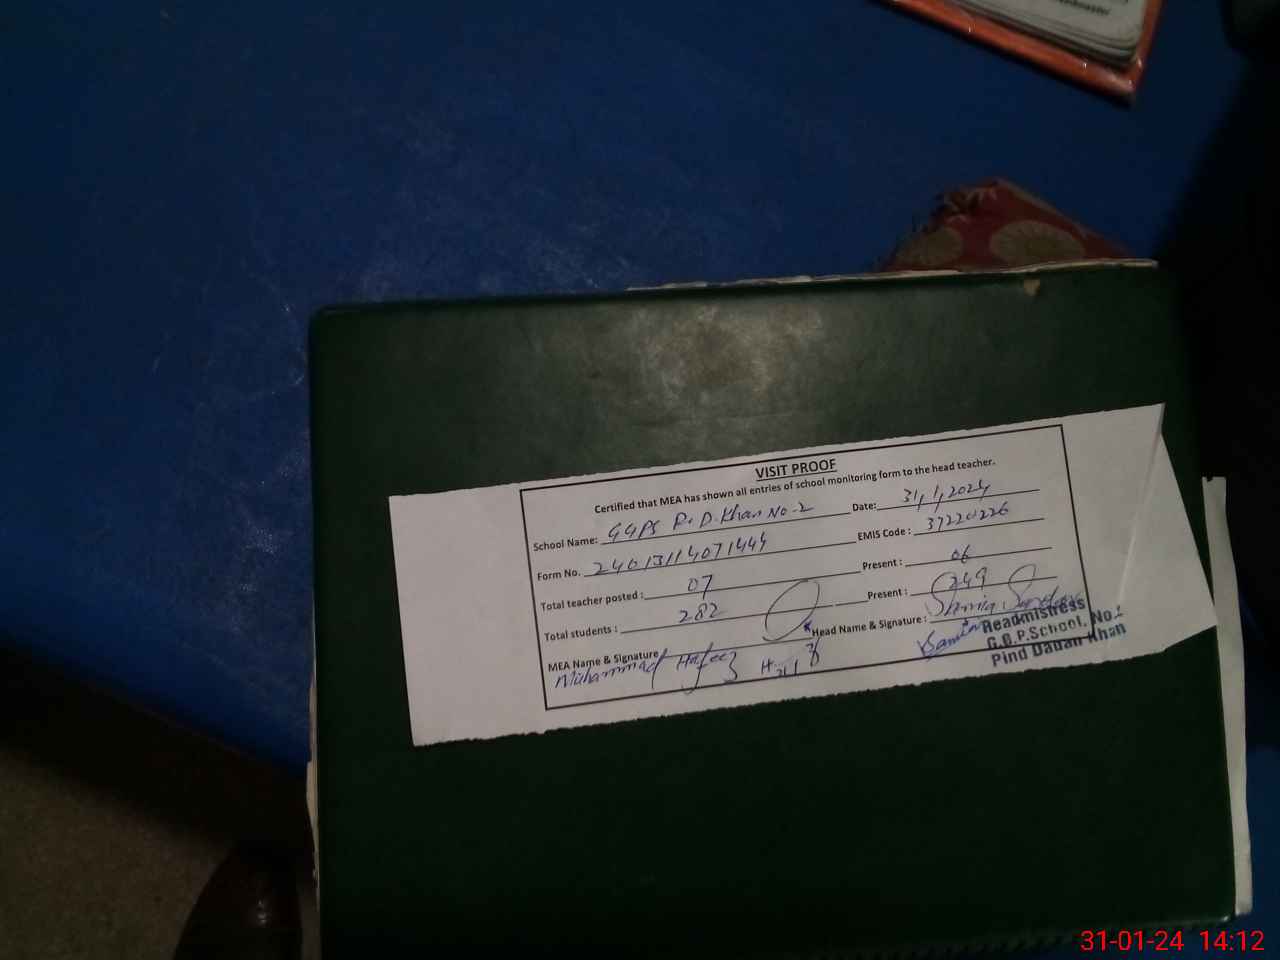 VISIT PROOF
Certified that MEA has shown all entries of school monitoring form to the head teacher.
School Name: GGPS P.D.Khan No-2 Date: 31/1/2024
Form No. 24013114071449 EMIS Code : 37220226
Total teacher posted : 07 Present : 06
Total students : 282 Present : 249
MEA Name & Signature Head Name & Signature :
Muhammad Hafeez
Headmistress
G.G.P.School, No.1
Pind Dadan Khan
31-01-24 14:12